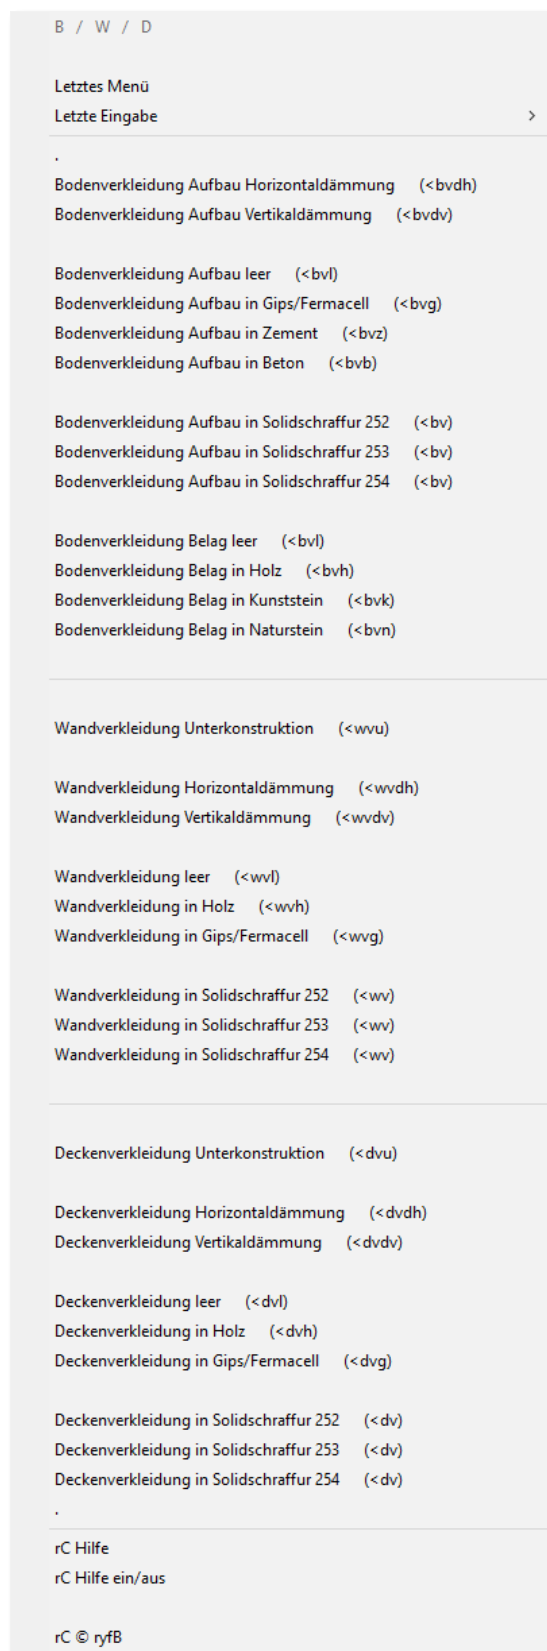 B / W / D
Letztes Menü
Letzte Eingabe
.
Bodenverkleidung Aufbau Horizontaldämmung (<bvdh)
Bodenverkleidung Aufbau Vertikaldämmung (<bvdv)
Bodenverkleidung Aufbau leer (<bvl)
Bodenverkleidung Aufbau in Gips/Fermacell (<bvg)
Bodenverkleidung Aufbau in Zement (<bvz)
Bodenverkleidung Aufbau in Beton (<bvb)
Bodenverkleidung Aufbau in Solidschraffur 252 (<bv)
Bodenverkleidung Aufbau in Solidschraffur 253 (<bv)
Bodenverkleidung Aufbau in Solidschraffur 254 (<bv)
Bodenverkleidung Belag leer (<bvl)
Bodenverkleidung Belag in Holz (<bvh)
Bodenverkleidung Belag in Kunststein (<bvk)
Bodenverkleidung Belag in Naturstein (<bvn)
Wandverkleidung Unterkonstruktion (<wvu)
Wandverkleidung Horizontaldämmung (<wvdh)
Wandverkleidung Vertikaldämmung (<wvdv)
Wandverkleidung leer (<wvl)
Wandverkleidung in Holz (<wvh)
Wandverkleidung in Gips/Fermacell (<wvg)
Wandverkleidung in Solidschraffur 252 (<wv)
Wandverkleidung in Solidschraffur 253 (<wv)
Wandverkleidung in Solidschraffur 254 (<wv)
Deckenverkleidung Unterkonstruktion (<dvu)
Deckenverkleidung Horizontaldämmung (<dvdh)
Deckenverkleidung Vertikaldämmung (<dvdv)
Deckenverkleidung leer (<dvl)
Deckenverkleidung in Holz (<dvh)
Deckenverkleidung in Gips/Fermacell (<dvg)
Deckenverkleidung in Solidschraffur 252 (<dv)
Deckenverkleidung in Solidschraffur 253 (<dv)
Deckenverkleidung in Solidschraffur 254 (<dv)
.
rC Hilfe
rC Hilfe ein/aus
rC © ryfB